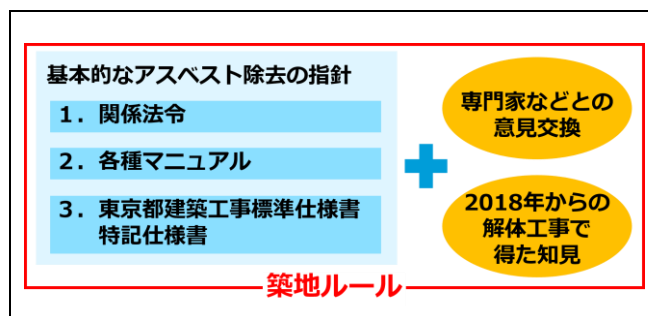 基本的なアスベスト除去の指針
1．関係法令
2．各種マニュアル
3．東京都建築工事標準仕様書
特記仕様書
専門家などとの
意見交換
2018年からの
解体工事で
得た知見
築地ルール